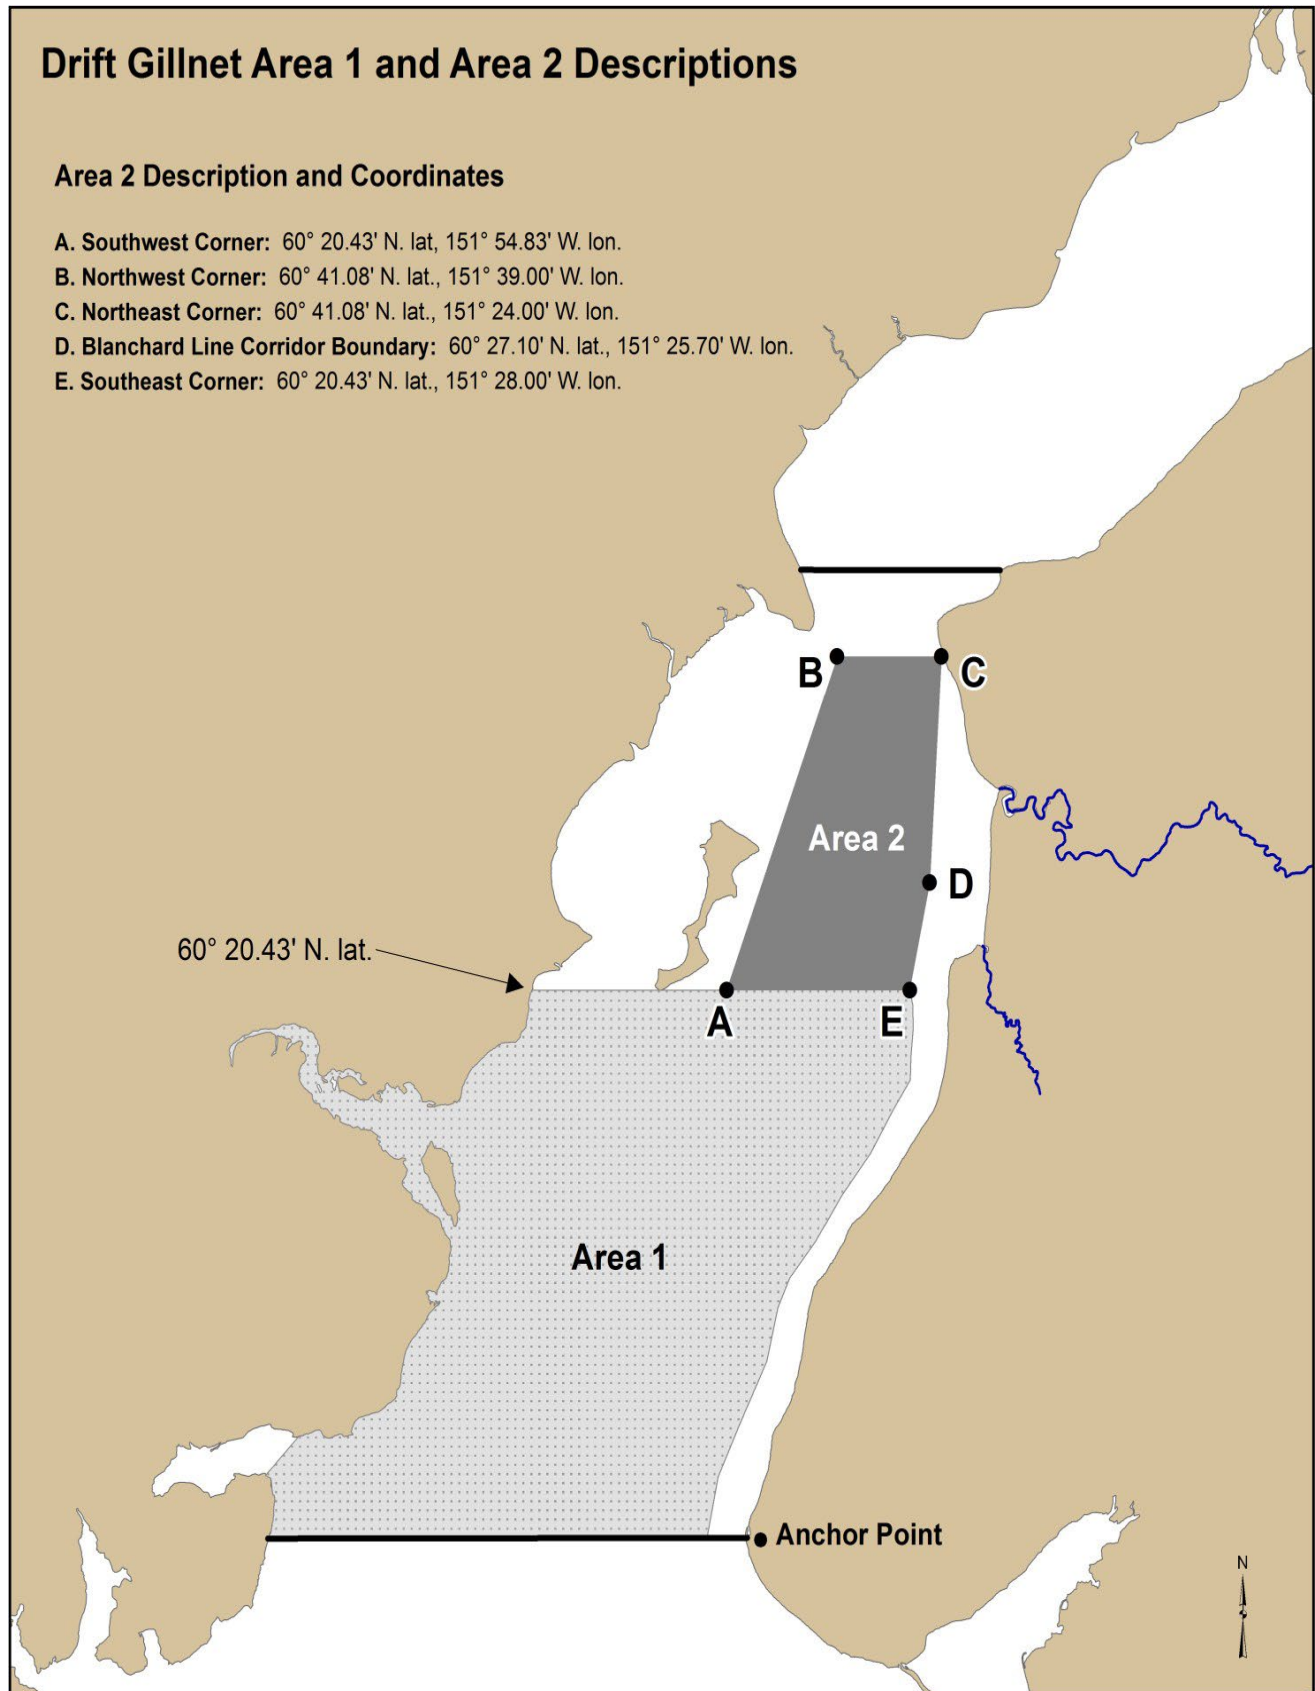 Drift Gillnet Area 1 and Area 2 Descriptions
Area 2 Description and Coordinates
A. Southwest Corner: 60° 20.43' N. lat, 151° 54.83' W. lon.
B. Northwest Corner: 60° 41.08' N. lat., 151° 39.00' W. lon.
C. Northeast Corner: 60° 41.08' N. lat., 151° 24.00' W. lon.
D. Blanchard Line Corridor Boundary: 60° 27.10' N. lat., 151° 25.70' W. lon.
E. Southeast Corner: 60° 20.43' N. lat., 151° 28.00' W. lon.
B
C
Area 2
D
60° 20.43' N. lat.
A
E
Area 1
Anchor Point
N